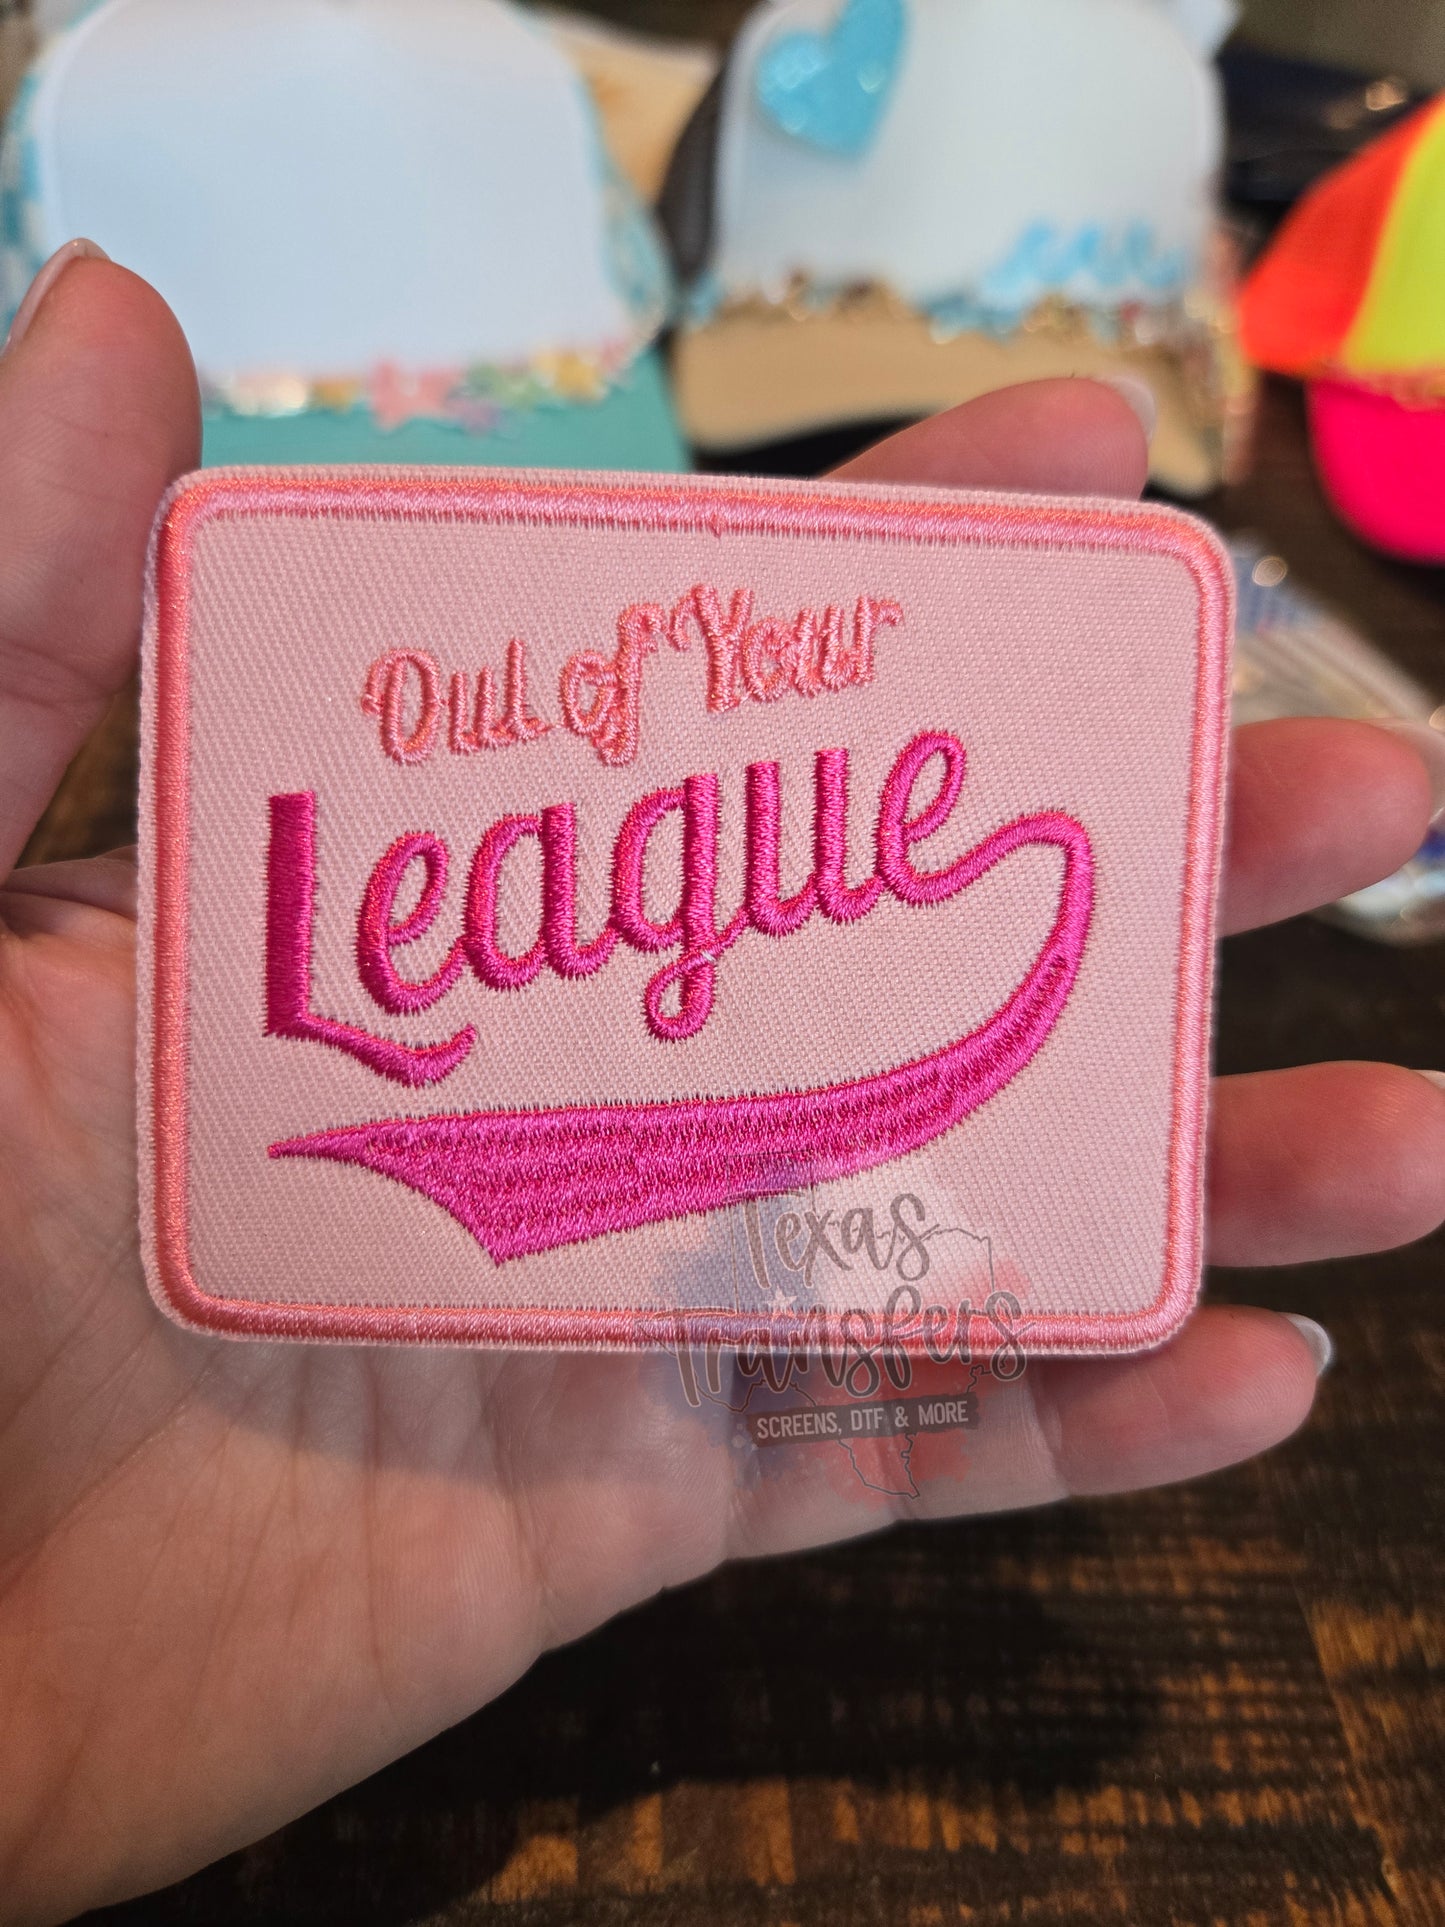 Out of Your
League
Texas
Transfers
SCREENS, DTF & MORE